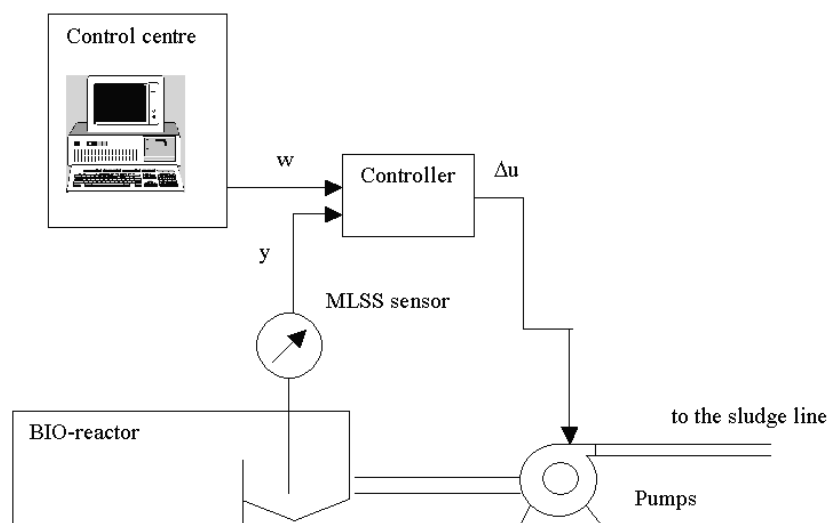 Control centre
w
Controller
Δu
y
MLSS sensor
to the sludge line
BIO-reactor
Pumps